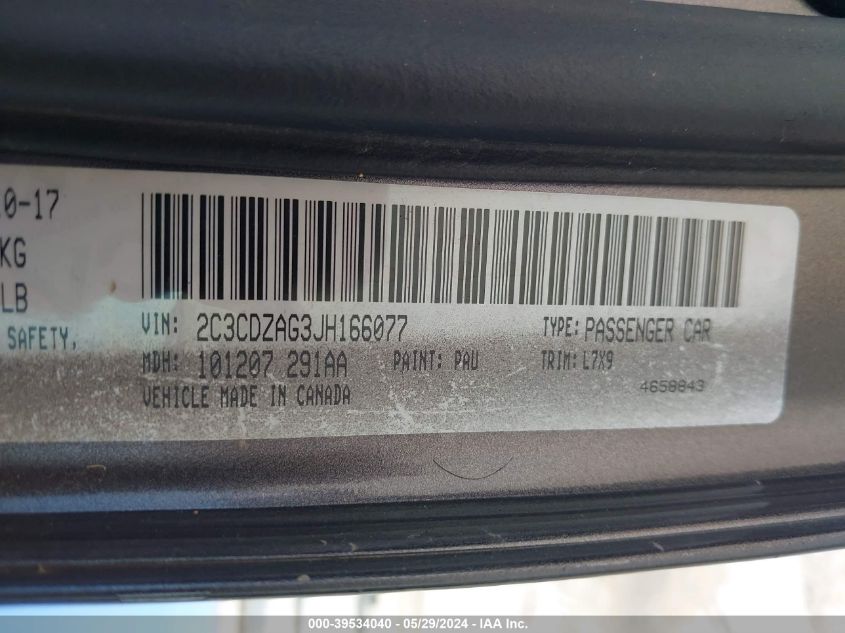 0-17
KG
LB
SAFETY,
VIN: 2C3CDZAG3JH166077 TYPE: PASSENGER CAR
MDH: 101207 291AA PAINT: PAU TRIM: L7X9
VEHICLE MADE IN CANADA 4658843
000-39534040 - 05/29/2024 - IAA Inc.